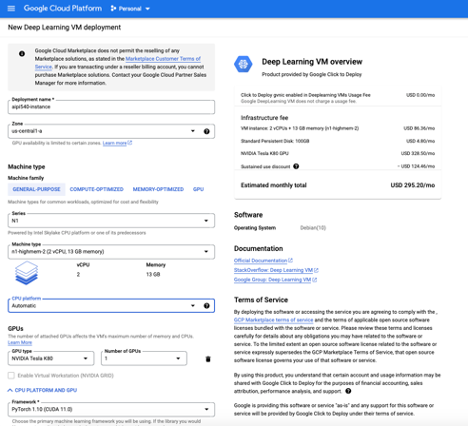 Google Cloud Platform
Personal
New Deep Learning VM deployment
Google Cloud Marketplace does not permit the reselling of any
Marketplace solutions, as stated in the Marketplace Customer Terms of
Service. If you are transacting under a reseller billing account, you cannot
purchase Marketplace solutions. Contact your Google Cloud Partner Sales
Manager for more information.
Deployment name *
aipi540-instance
Zone
us-central1-a
GPU availability is limited to certain zones. Learn more
Machine type
Machine family
GENERAL-PURPOSE
COMPUTE-OPTIMIZED
MEMORY-OPTIMIZED
GPU
Machine types for common workloads, optimized for cost and flexibility
Series
N1
Powered by Intel Skylake CPU platform or one of its predecessors
Machine type
n1-highmem-2 (2 vCPU, 13 GB memory)
vCPU
Memory
2
13 GB
CPU platform
Automatic
GPUs
The number of attached GPUs affects the VM's maximum number of memory and CPUs.
Learn More
GPU type
NVIDIA Tesla K80
Number of GPUs
1
Enable Virtual Workstation (NVIDIA GRID)
CPU PLATFORM AND GPU
Framework *
PyTorch 1.10 (CUDA 11.0)
Choose the primary machine learning framework you will be using. If you would
Deep Learning VM overview
Product provided by Google Click to Deploy
Click to Deploy gvnic enabled in Deeplearning VMs Usage Fee
USD 0.00/mo
Google DeepLearning VM does not charge a fee.
Infrastructure fee
VM instance: 2 vCPUs + 13 GB memory (n1-highmem-2)
USD 86.36/mo
Standard Persistent Disk: 100GB
USD 4.80/mo
NVIDIA Tesla K80 GPU
USD 328.50/mo
Sustained use discount
- USD 124.46/mo
Estimated monthly total
USD 295.20/mo
Software
Operating System
Debian(10)
Documentation
Official Documentation
StackOverflow: Deep Learning VM
Google Group: Deep Learning VM
Terms of Service
By deploying the software or accessing the service you are agreeing to comply with the ,
GCP Marketplace terms of service and the terms of applicable open source software
licenses bundled with the software or service. Please review these terms and licenses
carefully for details about any obligations you may have related to the software or
service. To the limited extent an open source software license related to the software or
service expressly supersedes the GCP Marketplace Terms of Service, that open source
software license governs your use of that software or service.
By using this product, you understand that certain account and usage information may be
shared with Google Click to Deploy for the purposes of financial accounting, sales
attribution, performance analysis, and support.
Google is providing this software or service "as-is" and any support for this software or
service will be provided by Google Click to Deploy under their terms of service.